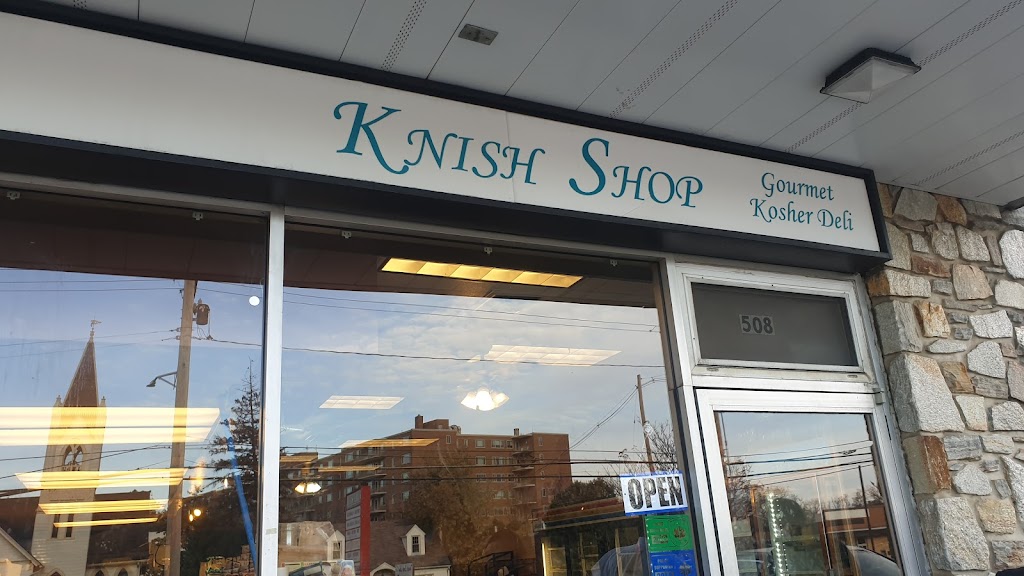 KNISH SHOP
Gourmet
Kosher Deli
508
OPEN